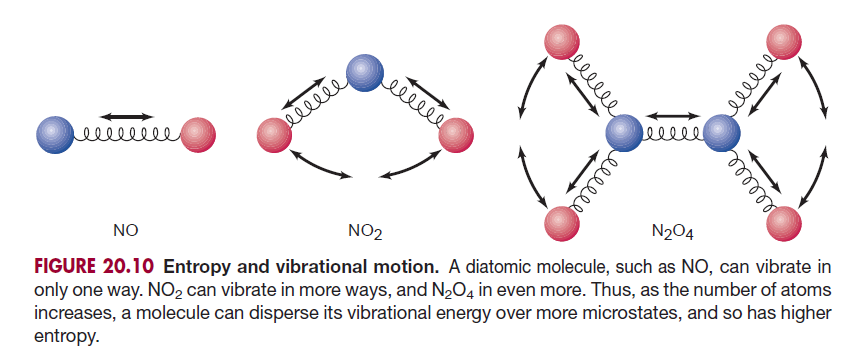 NO
NO2
N2O4
FIGURE 20.10 Entropy and vibrational motion. A diatomic molecule, such as NO, can vibrate in
only one way. NO2 can vibrate in more ways, and N2O4 in even more. Thus, as the number of atoms
increases, a molecule can disperse its vibrational energy over more microstates, and so has higher
entropy.